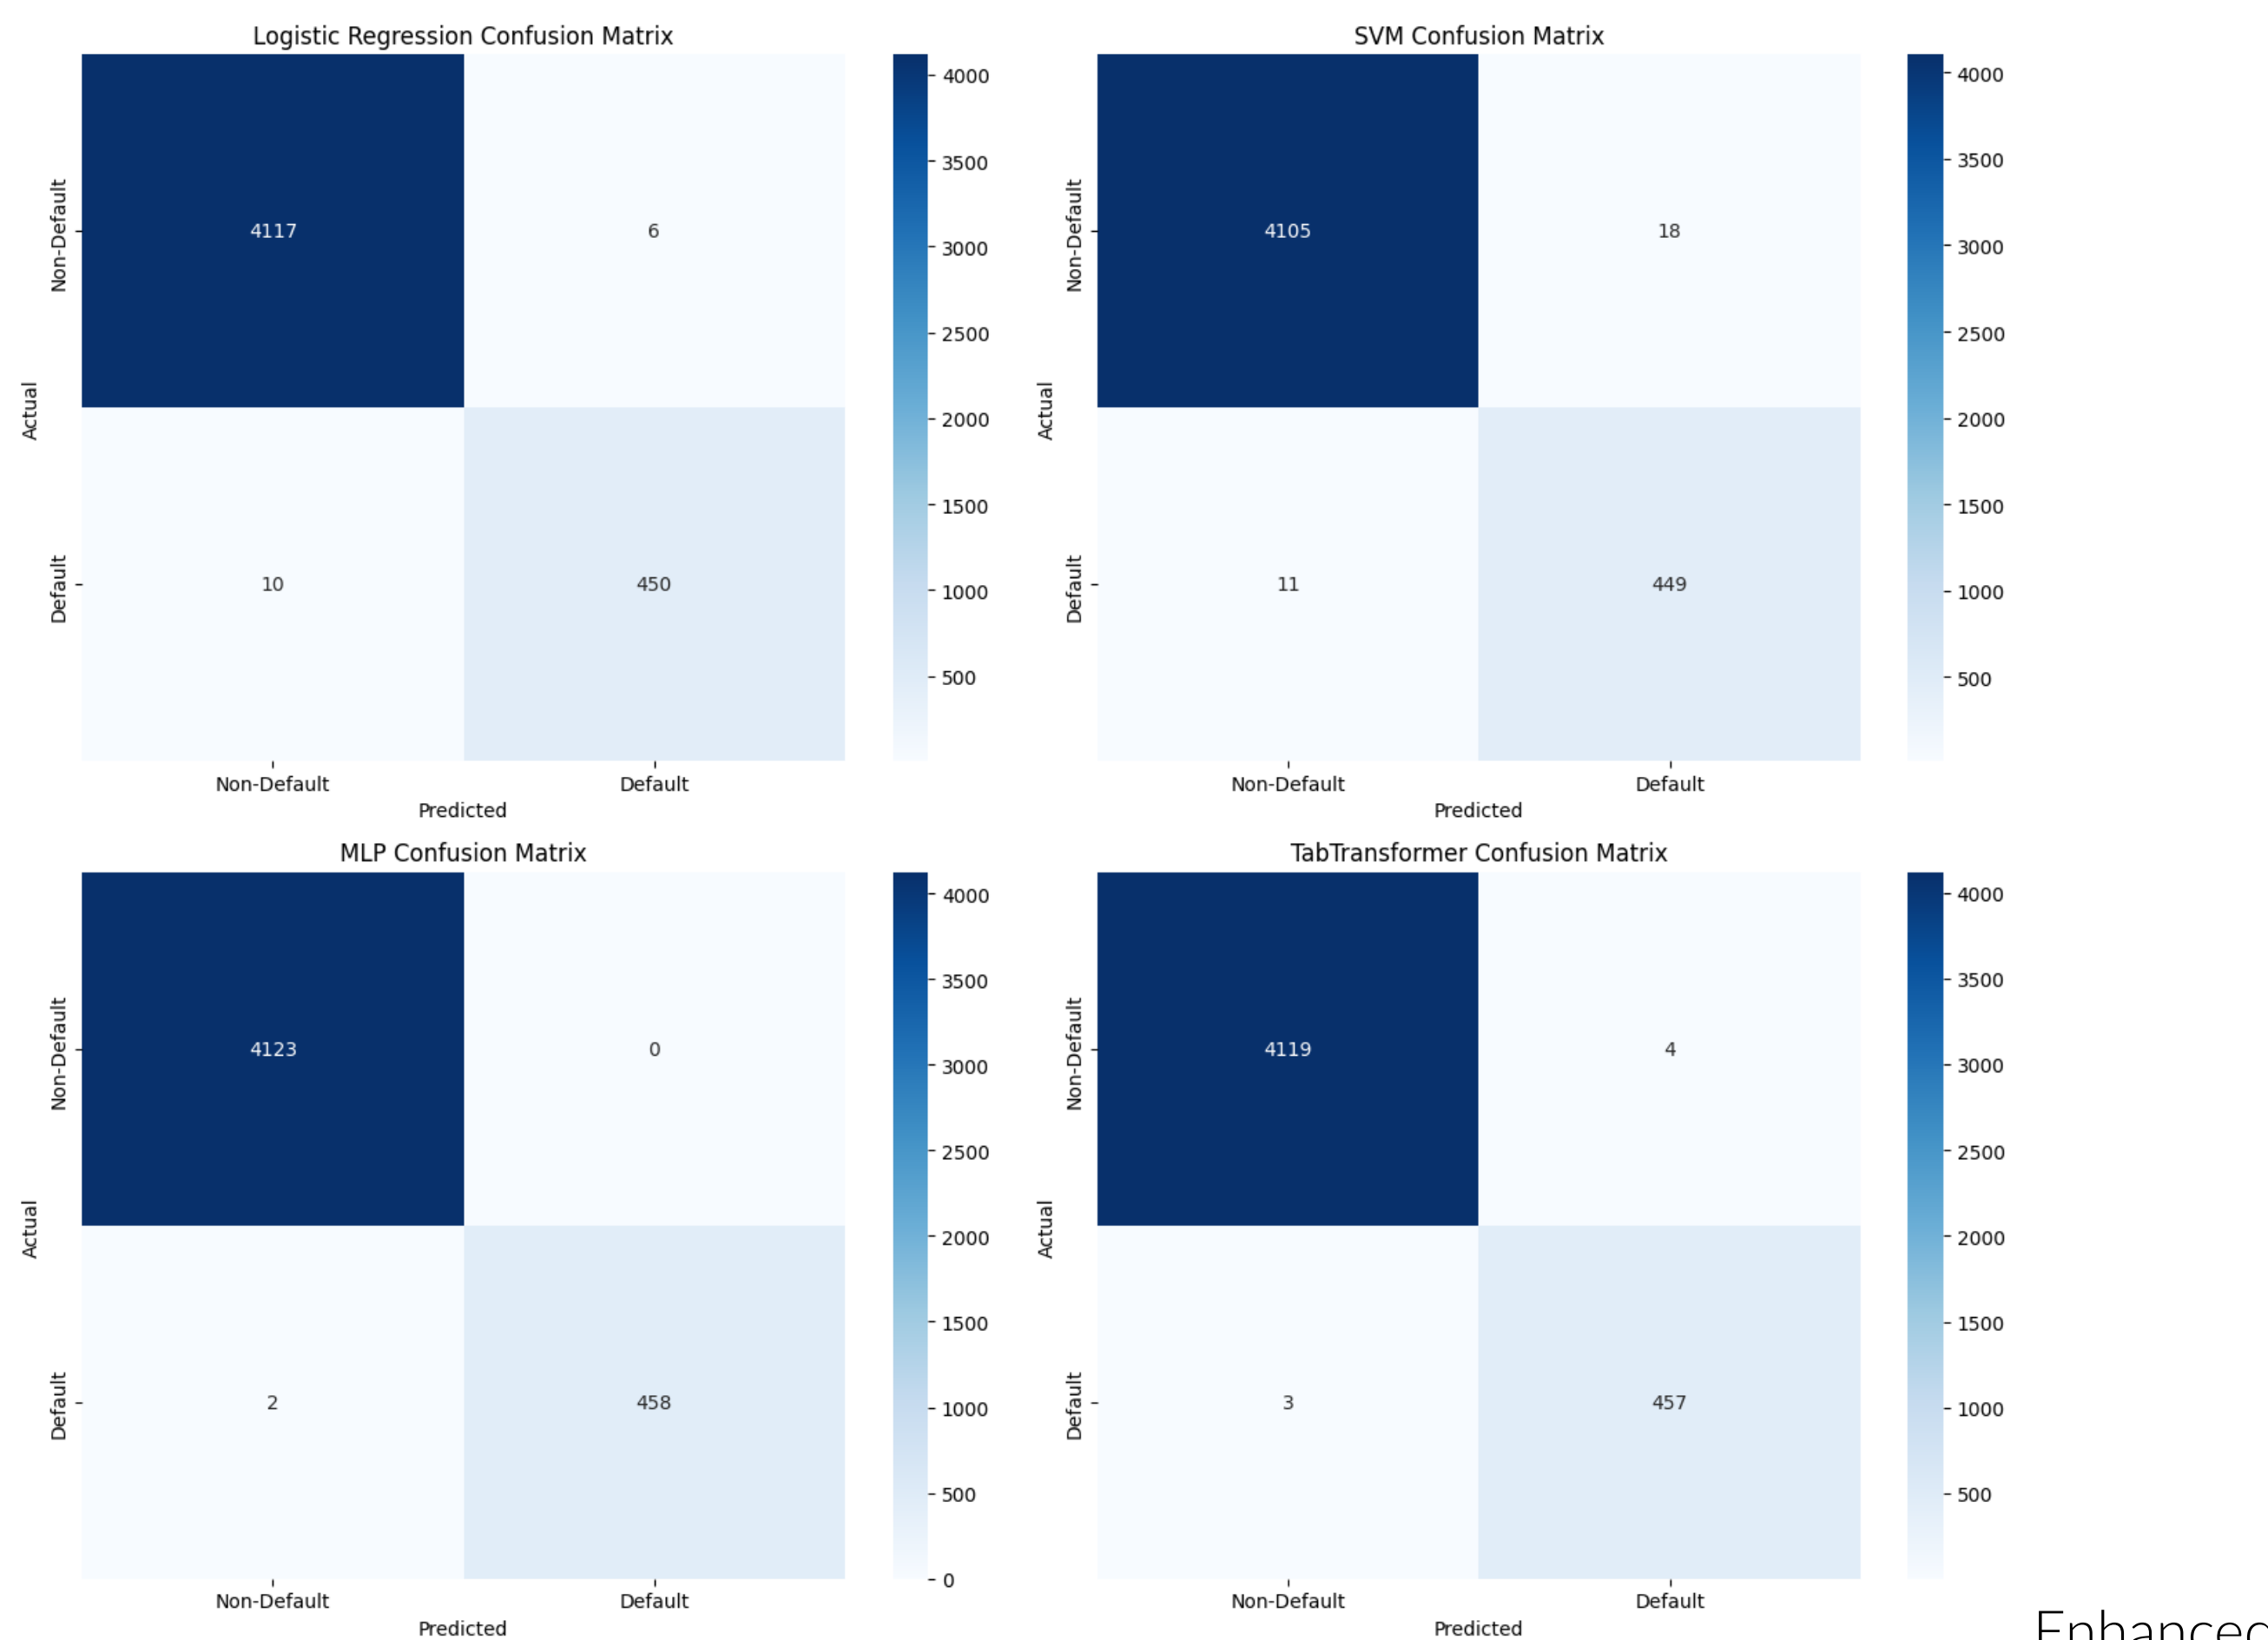 Logistic Regression Confusion Matrix
Actual
Non-Default
Default
4117
6
10
450
Non-Default
Default
Predicted
4000
3500
3000
2500
2000
1500
1000
500
SVM Confusion Matrix
Actual
Non-Default
Default
4105
18
11
449
Non-Default
Default
Predicted
4000
3500
3000
2500
2000
1500
1000
500
MLP Confusion Matrix
Actual
Non-Default
Default
4123
0
2
458
Non-Default
Default
Predicted
4000
3500
3000
2500
2000
1500
1000
500
0
TabTransformer Confusion Matrix
Actual
Non-Default
Default
4119
4
3
457
Non-Default
Default
Predicted
4000
3500
3000
2500
2000
1500
1000
500
Enhanced